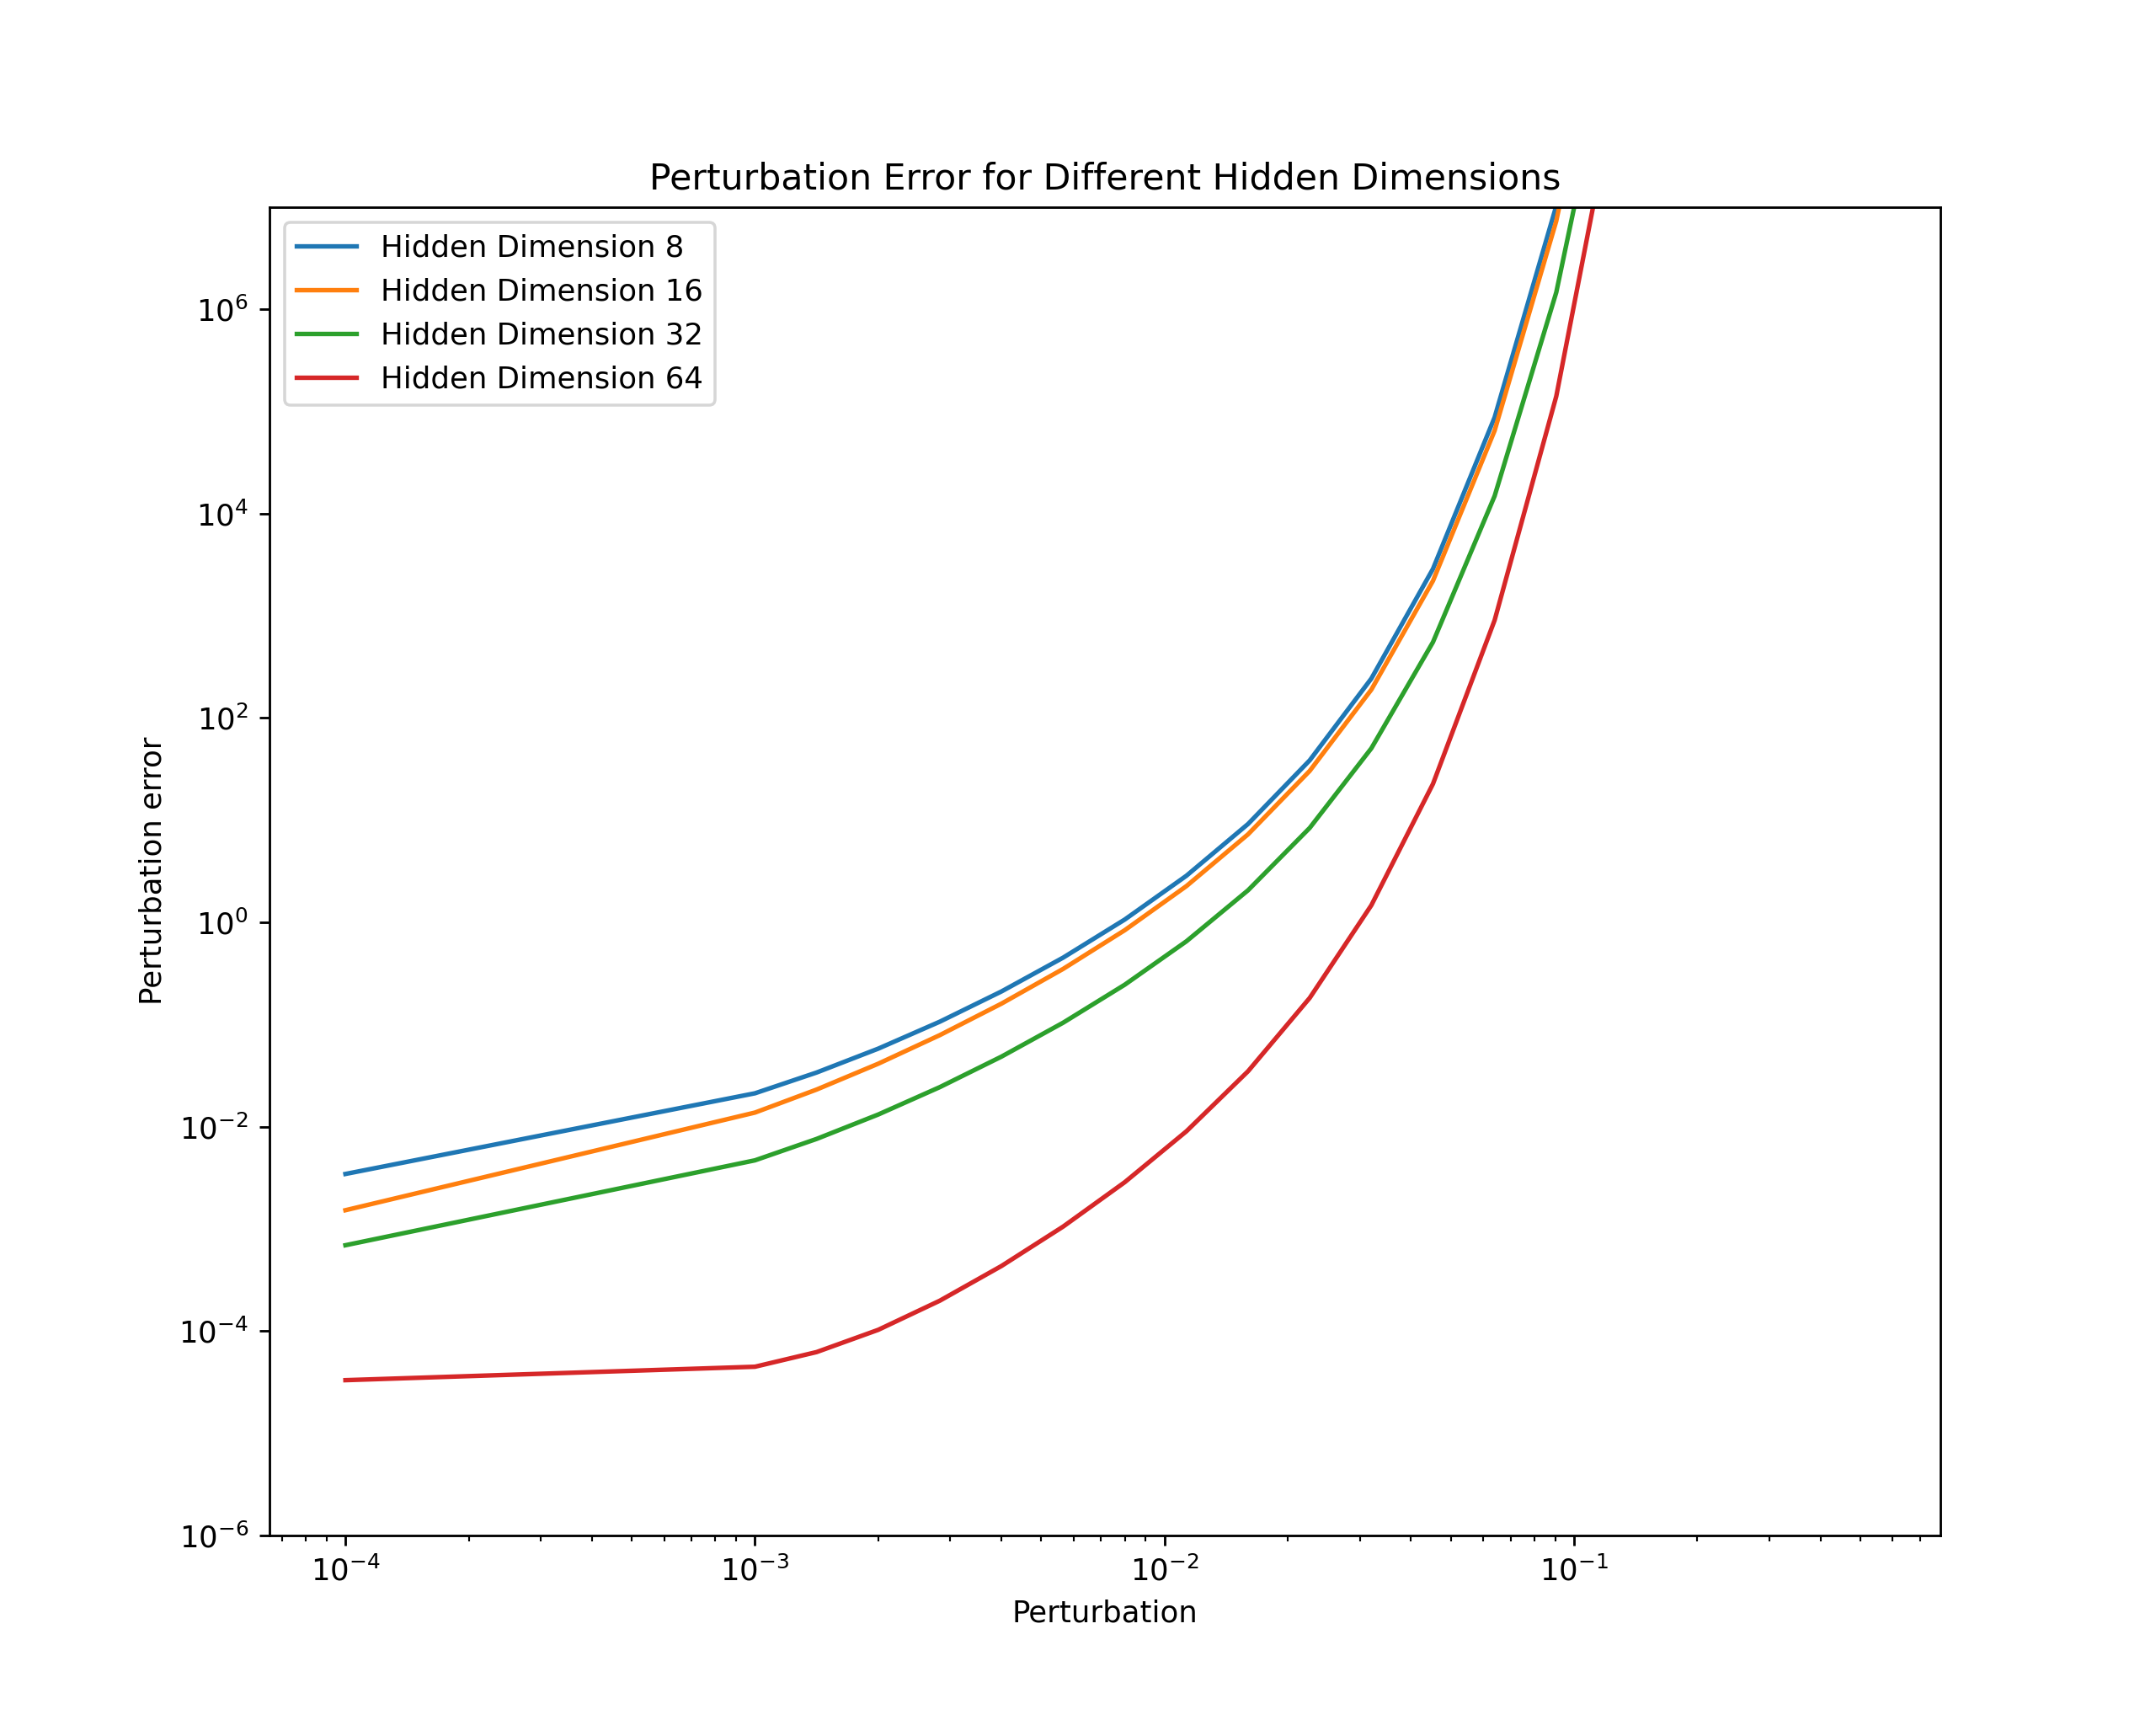 Perturbation Error for Different Hidden Dimensions
Hidden Dimension 8
Hidden Dimension 16
Hidden Dimension 32
Hidden Dimension 64
Perturbation error
10⁶
10⁴
10²
10⁰
10⁻²
10⁻⁴
10⁻⁶
10⁻⁴ 10⁻³ 10⁻² 10⁻¹
Perturbation